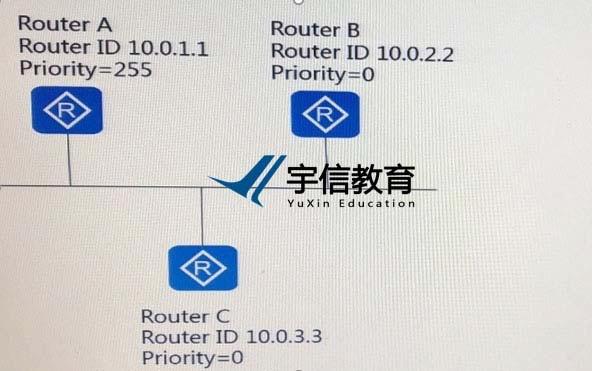 Router A
Router ID 10.0.1.1
Priority=255
Router B
Router ID 10.0.2.2
Priority=0
R
R
宇信教育
YuXin Education
R
Router C
Router ID 10.0.3.3
Priority=0